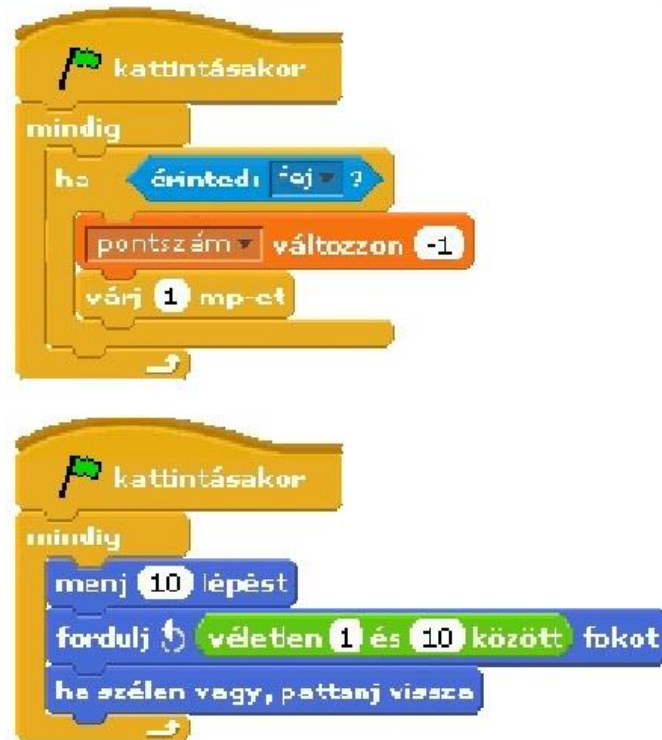 kattintásakor
mindig
ha érinted: fej ?
pontszám változzon -1
várj 1 mp-et
kattintásakor
mindig
menj 10 lépést
fordulj véletlen 1 és 10 között fokot
ha szélen vagy, pattanj vissza